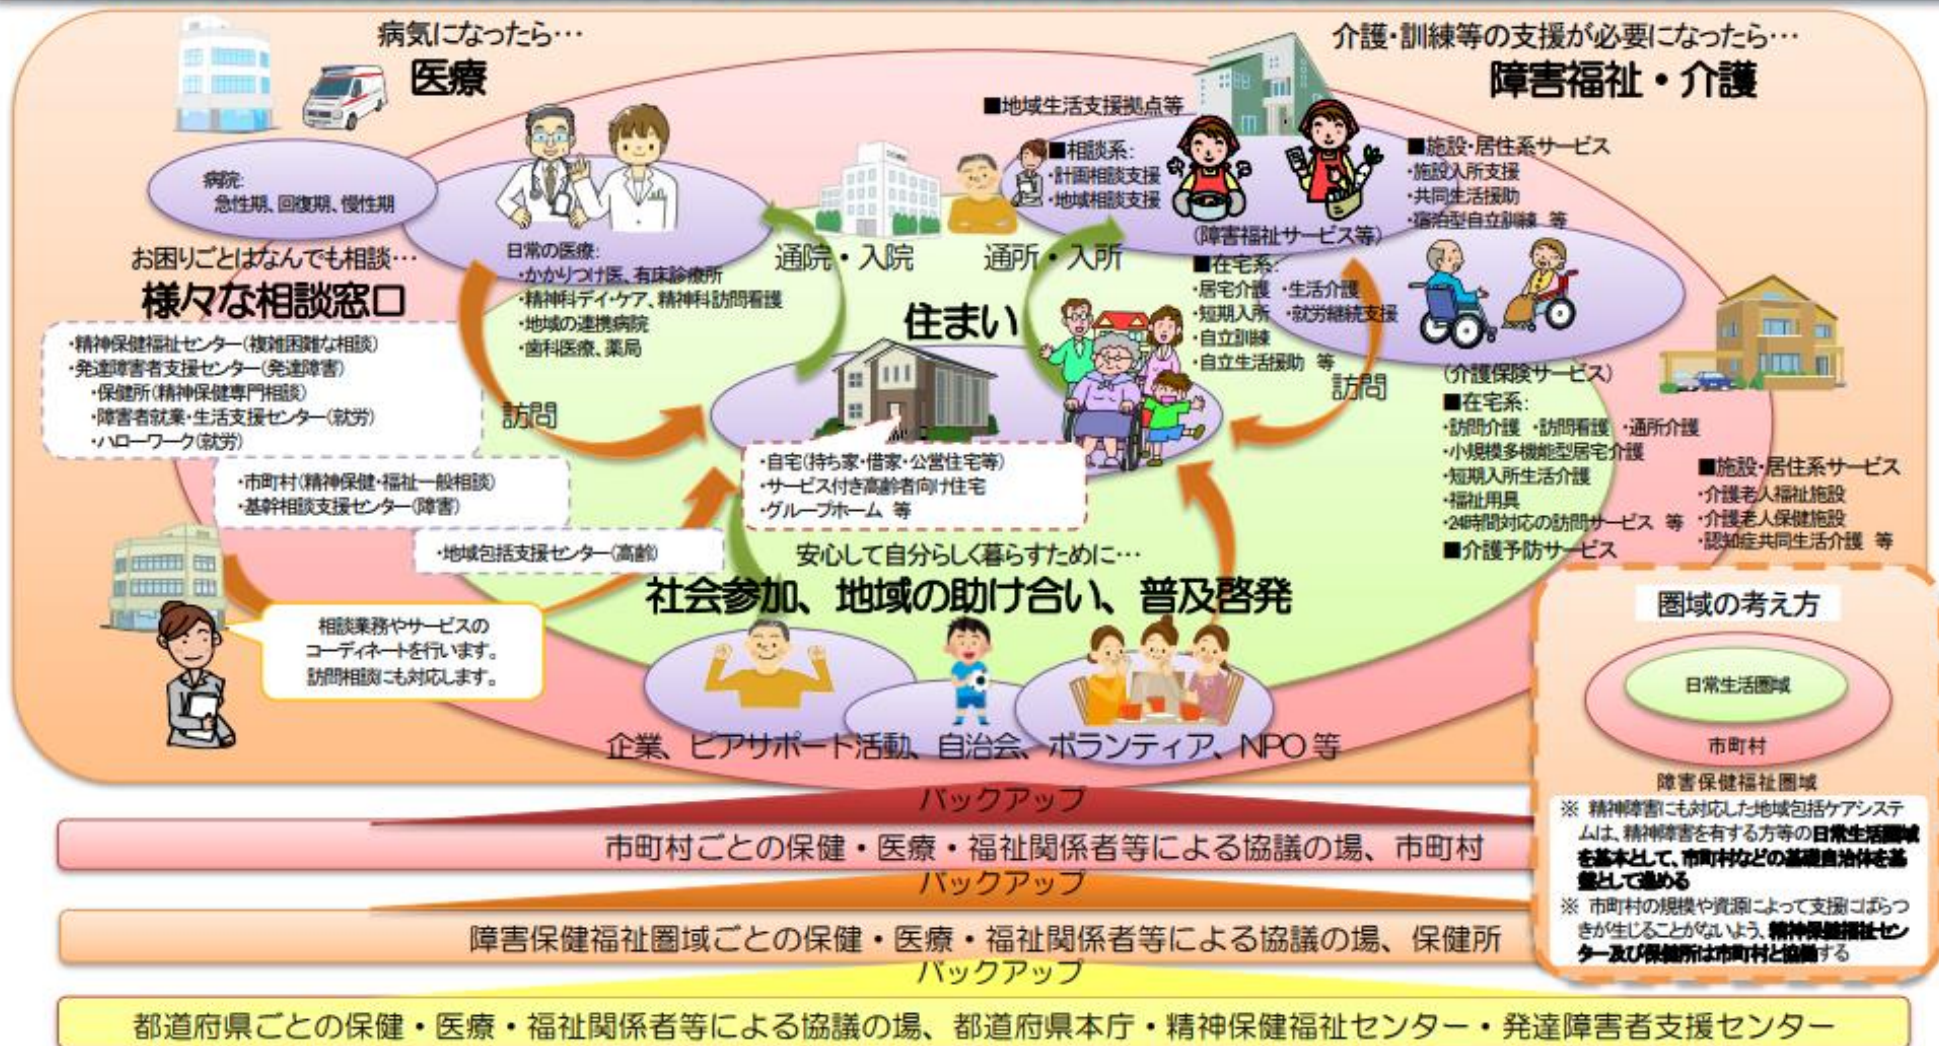 病気になったら…
医療
病院:
急性期、回復期、慢性期
日常の医療:
・かかりつけ医、有床診療所
・精神科デイ・ケア、精神科訪問看護
・地域の連携病院
・歯科医療、薬局
お困りごとはなんでも相談…
様々な相談窓口
・精神保健福祉センター(複雑困難な相談)
・発達障害者支援センター(発達障害)
・保健所(精神保健専門相談)
・障害者就業・生活支援センター(就労)
・ハローワーク(就労)
・市町村(精神保健・福祉一般相談)
・基幹相談支援センター(障害)
・地域包括支援センター(高齢)
相談業務やサービスの
コーディネートを行います。
訪問相談にも対応します。
訪問
通院・入院
通所・入所
住まい
・自宅(持ち家・借家・公営住宅等)
・サービス付き高齢者向け住宅
・グループホーム 等
介護・訓練等の支援が必要になったら…
障害福祉・介護
■地域生活支援拠点等
■相談系:
・計画相談支援
・地域相談支援
■施設・居住系サービス
・施設入所支援
・共同生活援助
・宿泊型自立訓練 等
(障害福祉サービス等)
■在宅系:
・居宅介護 ・生活介護
・短期入所 ・就労継続支援
・自立訓練
・自立生活援助 等
訪問
(介護保険サービス)
■在宅系:
・訪問介護 ・訪問看護 ・通所介護
・小規模多機能型居宅介護
・短期入所生活介護
・福祉用具
・24時間対応の訪問サービス 等
■介護予防サービス
■施設・居住系サービス
・介護老人福祉施設
・介護老人保健施設
・認知症共同生活介護 等
安心して自分らしく暮らすために…
社会参加、地域の助け合い、普及啓発
企業、ピアサポート活動、自治会、ボランティア、NPO 等
圏域の考え方
日常生活圏域
市町村
障害保健福祉圏域
※ 精神障害にも対応した地域包括ケアシステ
ムは、精神障害を有する方等の日常生活圏域
を基本として、市町村などの基礎自治体を基
盤として進める
※ 市町村の規模や資源によって支援にばらつ
きが生じることがないよう、精神保健福祉セン
ター及び保健所は市町村と協働する
バックアップ
市町村ごとの保健・医療・福祉関係者等による協議の場、市町村
バックアップ
障害保健福祉圏域ごとの保健・医療・福祉関係者等による協議の場、保健所
バックアップ
都道府県ごとの保健・医療・福祉関係者等による協議の場、都道府県本庁・精神保健福祉センター・発達障害者支援センター